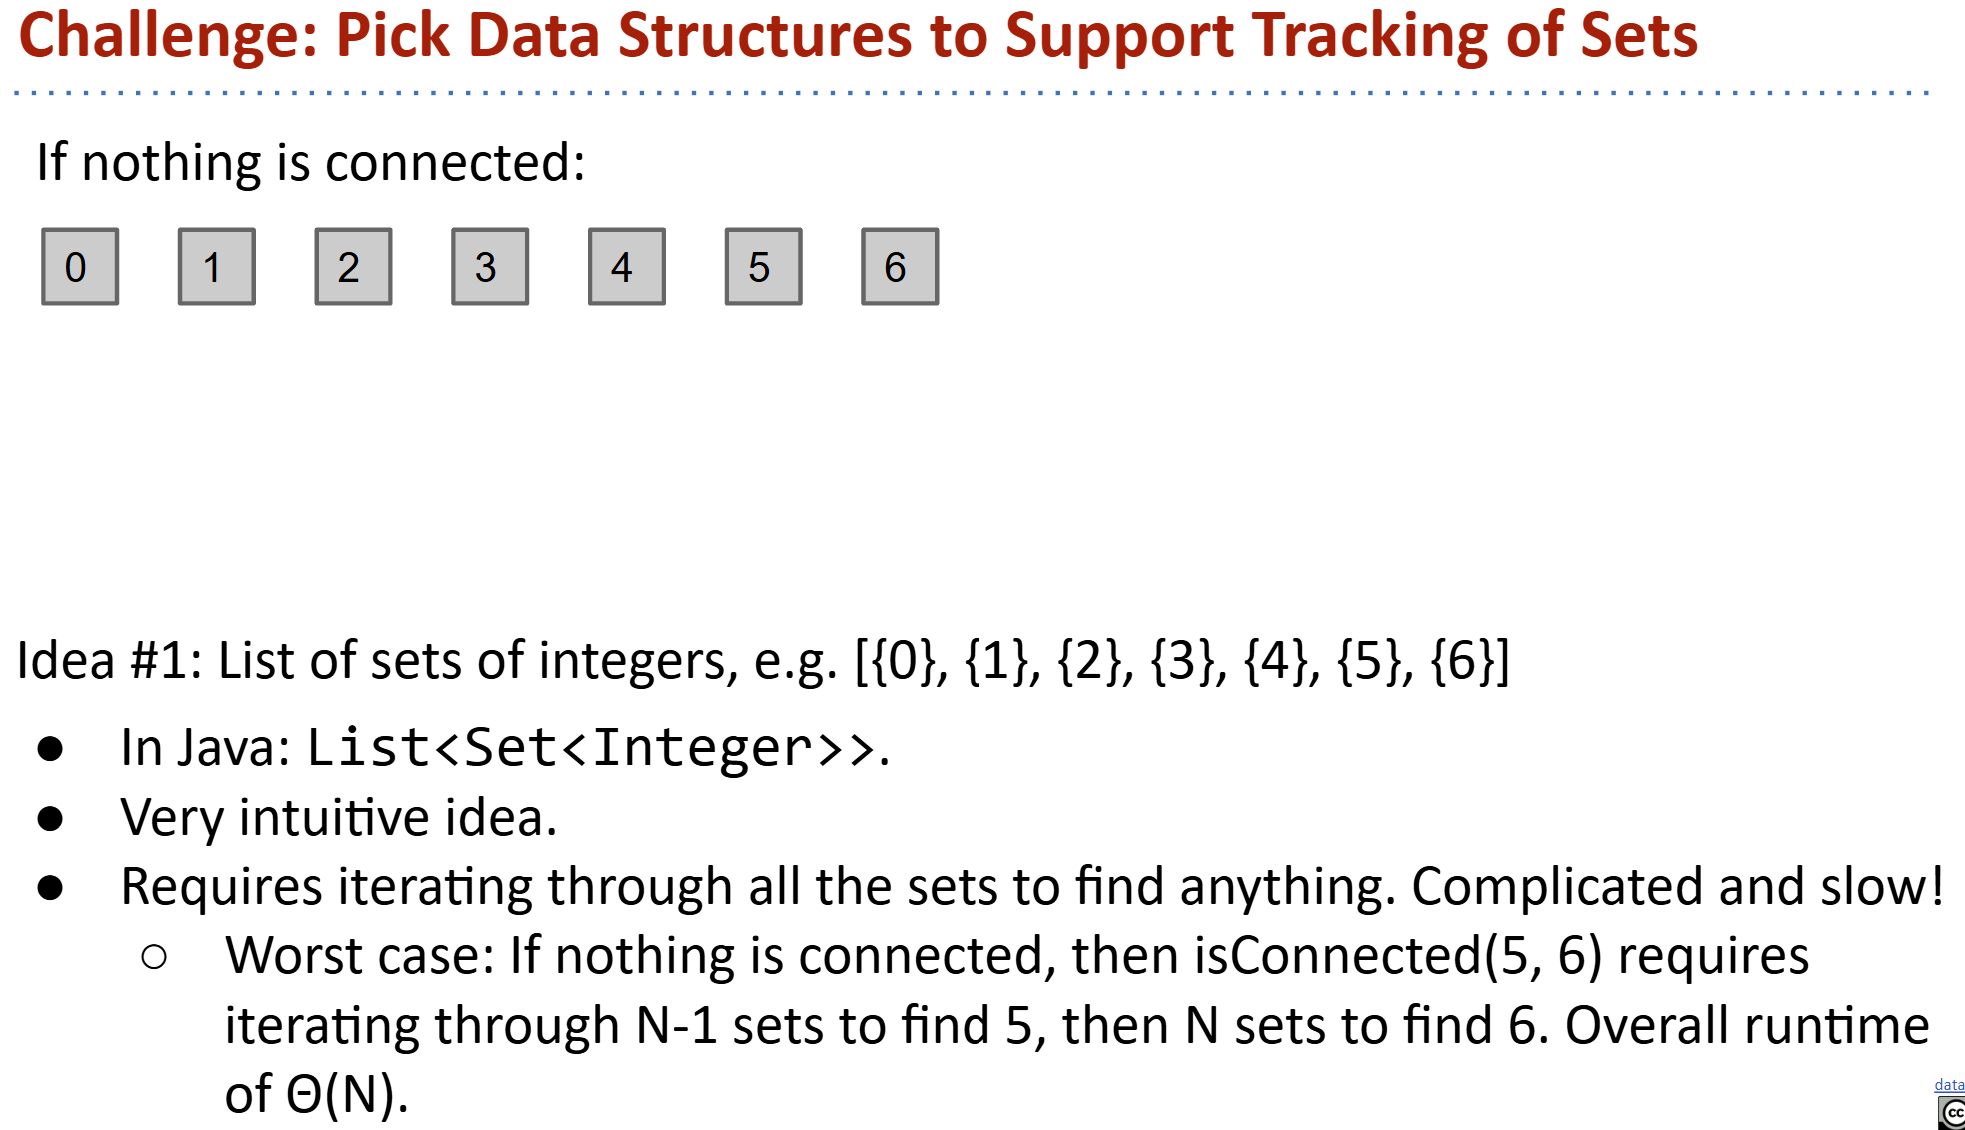 Challenge: Pick Data Structures to Support Tracking of Sets
If nothing is connected:
0 1 2 3 4 5 6
Idea #1: List of sets of integers, e.g. [{0}, {1}, {2}, {3}, {4}, {5}, {6}]
● In Java: List<Set<Integer>>.
● Very intuitive idea.
● Requires iterating through all the sets to find anything. Complicated and slow!
○ Worst case: If nothing is connected, then isConnected(5, 6) requires
iterating through N-1 sets to find 5, then N sets to find 6. Overall runtime
of Θ(N).
data
cc